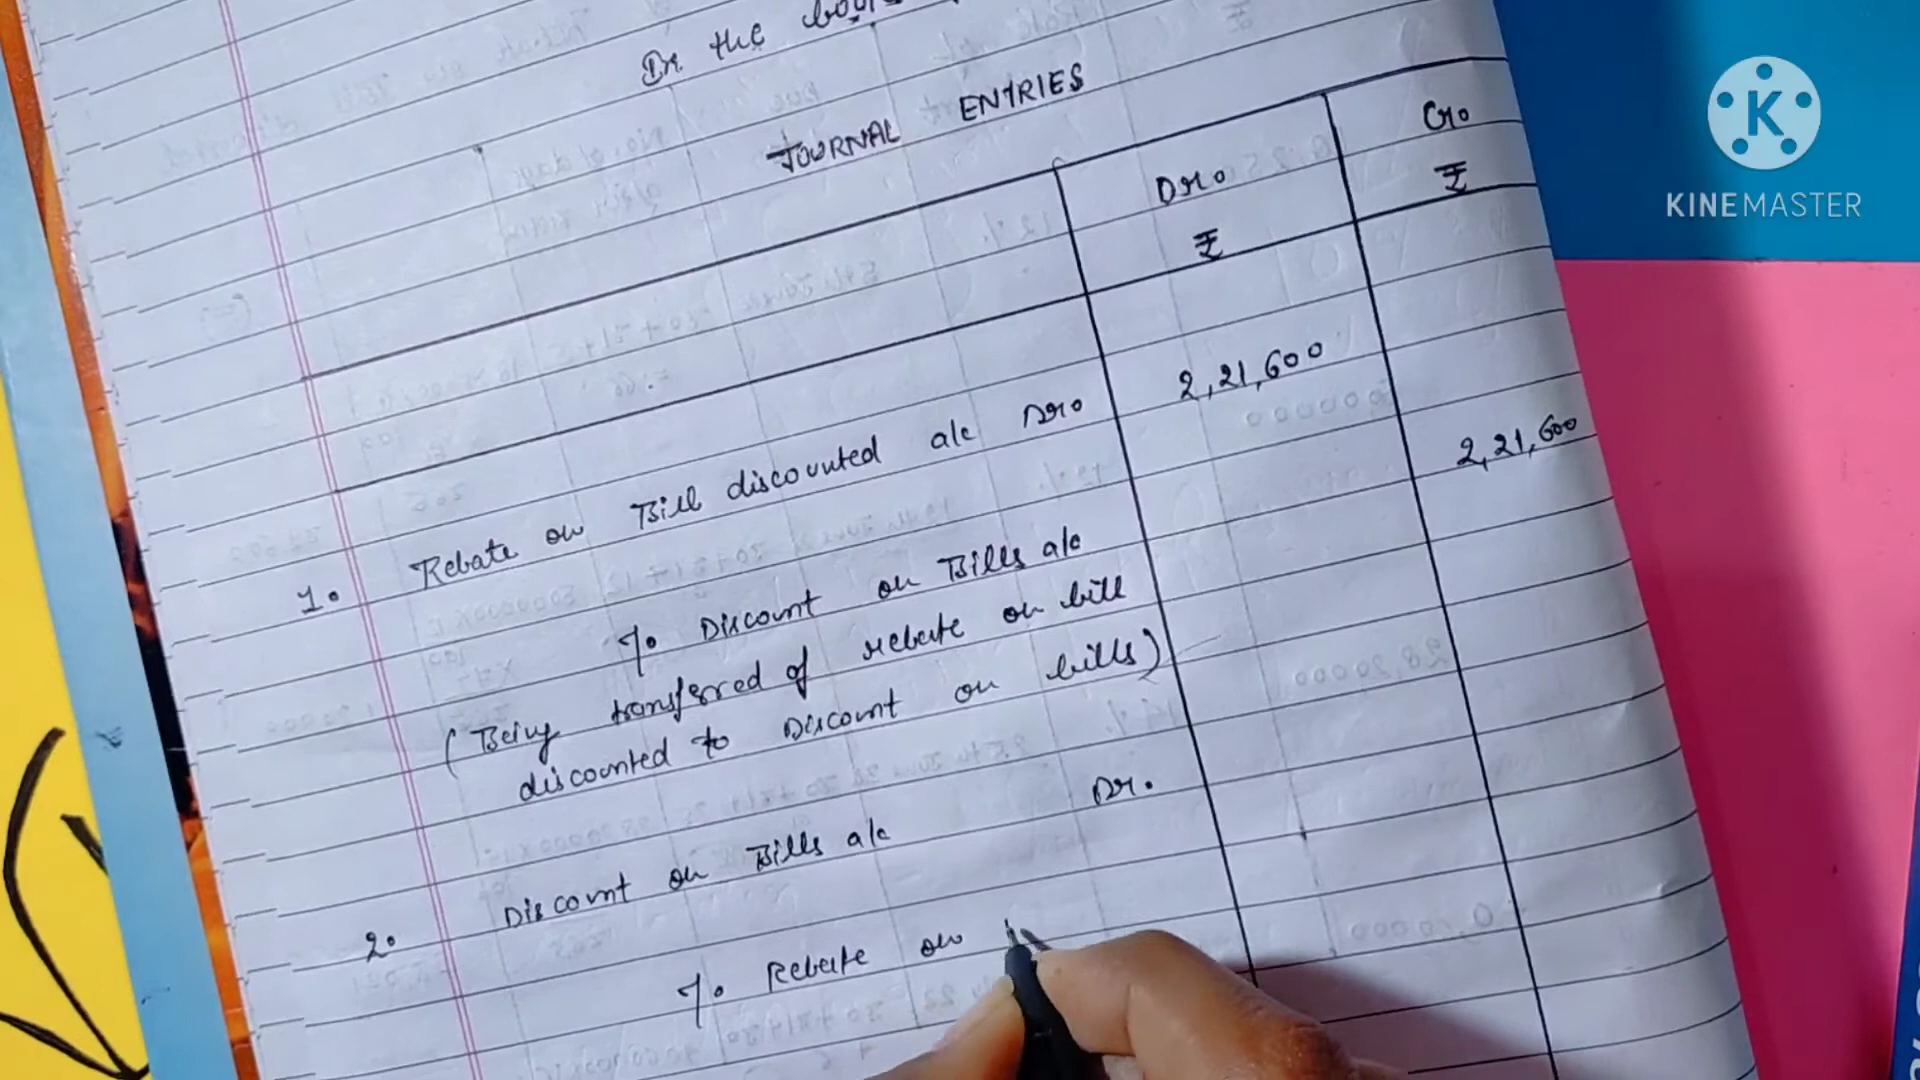 In the
JOURNAL ENTRIES
Dr. Cr.
₹ ₹
1. Rebate on Bill discounted a/c Dr. 2,21,600
To Discount on Bills a/c 2,21,600
(Being transferred of rebate on bill
discounted to Discount on bills)
2. Discount on Bills a/c Dr.
To Rebate on
K
KINEMASTER